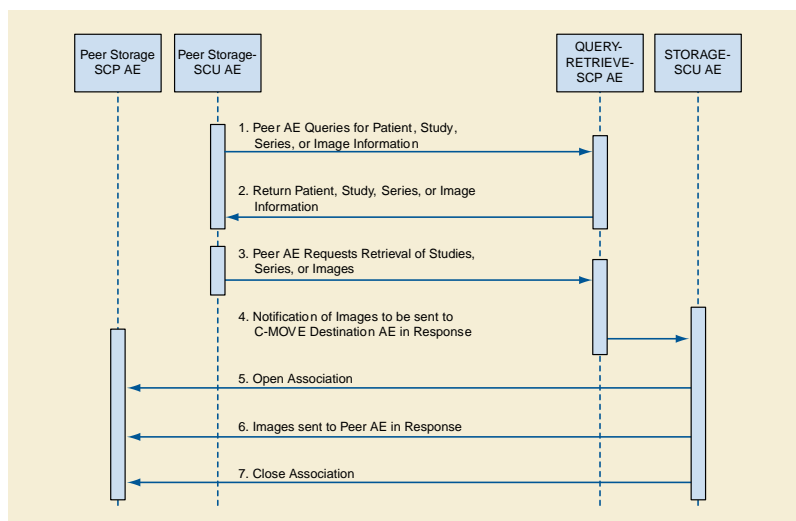 Peer Storage
SCP AE
Peer Storage-
SCU AE
QUERY-
RETRIEVE-
SCP AE
STORAGE-
SCU AE
1. Peer AE Queries for Patient, Study,
Series, or Image Information
2. Return Patient, Study, Series, or Image
Information
3. Peer AE Requests Retrieval of Studies,
Series, or Images
4. Notification of Images to be sent to
C-MOVE Destination AE in Response
5. Open Association
6. Images sent to Peer AE in Response
7. Close Association